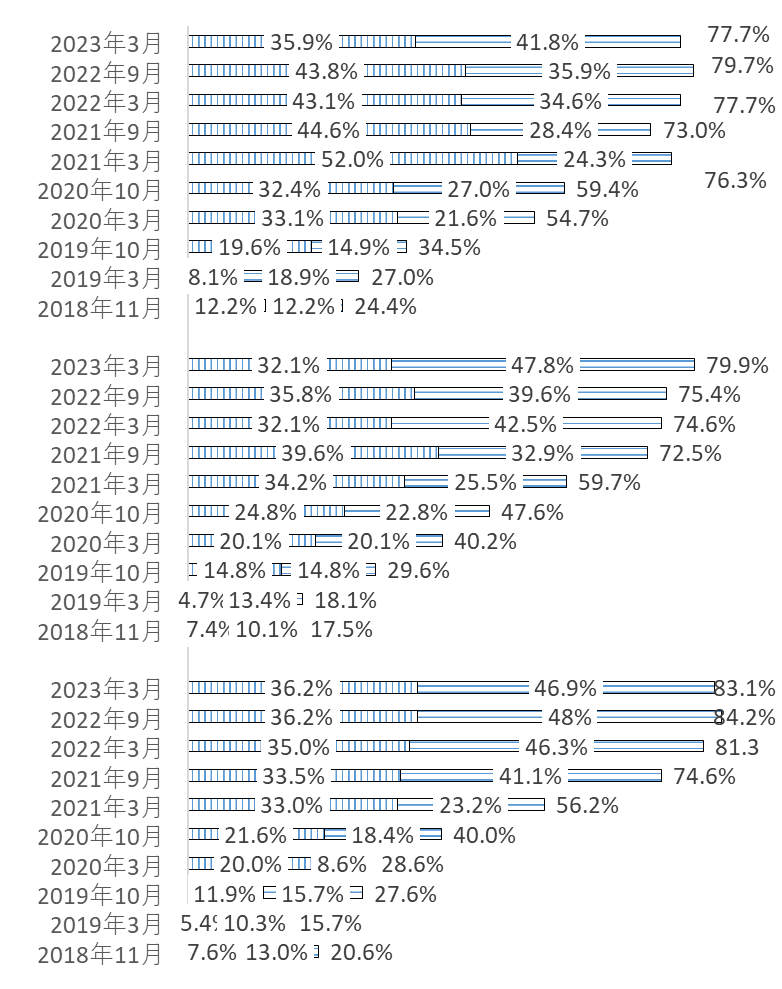 2023年3月 35.9% 41.8% 77.7%
2022年9月 43.8% 35.9% 79.7%
2022年3月 43.1% 34.6% 77.7%
2021年9月 44.6% 28.4% 73.0%
2021年3月 52.0% 24.3% 76.3%
2020年10月 32.4% 27.0% 59.4%
2020年3月 33.1% 21.6% 54.7%
2019年10月 19.6% 14.9% 34.5%
2019年3月 8.1% 18.9% 27.0%
2018年11月 12.2% 12.2% 24.4%
2023年3月 32.1% 47.8% 79.9%
2022年9月 35.8% 39.6% 75.4%
2022年3月 32.1% 42.5% 74.6%
2021年9月 39.6% 32.9% 72.5%
2021年3月 34.2% 25.5% 59.7%
2020年10月 24.8% 22.8% 47.6%
2020年3月 20.1% 20.1% 40.2%
2019年10月 14.8% 14.8% 29.6%
2019年3月 4.7% 13.4% 18.1%
2018年11月 7.4% 10.1% 17.5%
2023年3月 36.2% 46.9% 83.1%
2022年9月 36.2% 48% 84.2%
2022年3月 35.0% 46.3% 81.3
2021年9月 33.5% 41.1% 74.6%
2021年3月 33.0% 23.2% 56.2%
2020年10月 21.6% 18.4% 40.0%
2020年3月 20.0% 8.6% 28.6%
2019年10月 11.9% 15.7% 27.6%
2019年3月 5.4% 10.3% 15.7%
2018年11月 7.6% 13.0% 20.6%